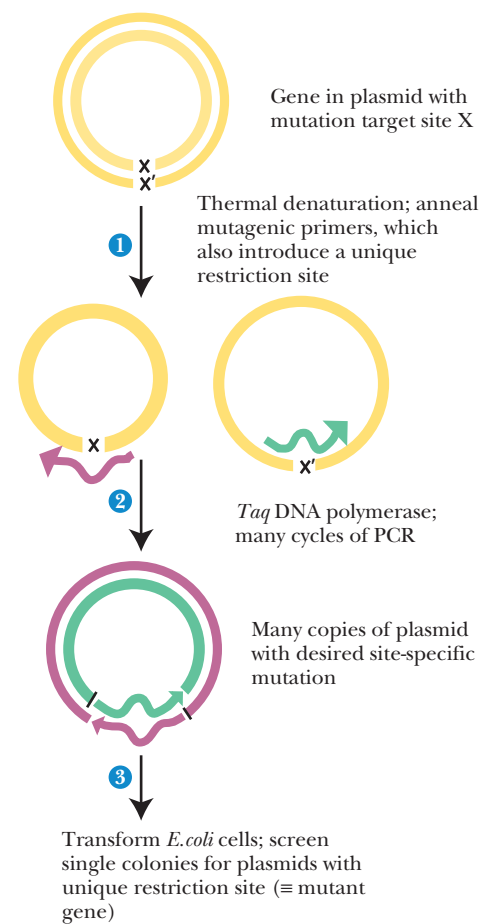 Gene in plasmid with
mutation target site X
X
X'
Thermal denaturation; anneal
mutagenic primers, which
also introduce a unique
restriction site
1
X
X'
2
Taq DNA polymerase;
many cycles of PCR
Many copies of plasmid
with desired site-specific
mutation
3
Transform E.coli cells; screen
single colonies for plasmids with
unique restriction site (≡ mutant
gene)